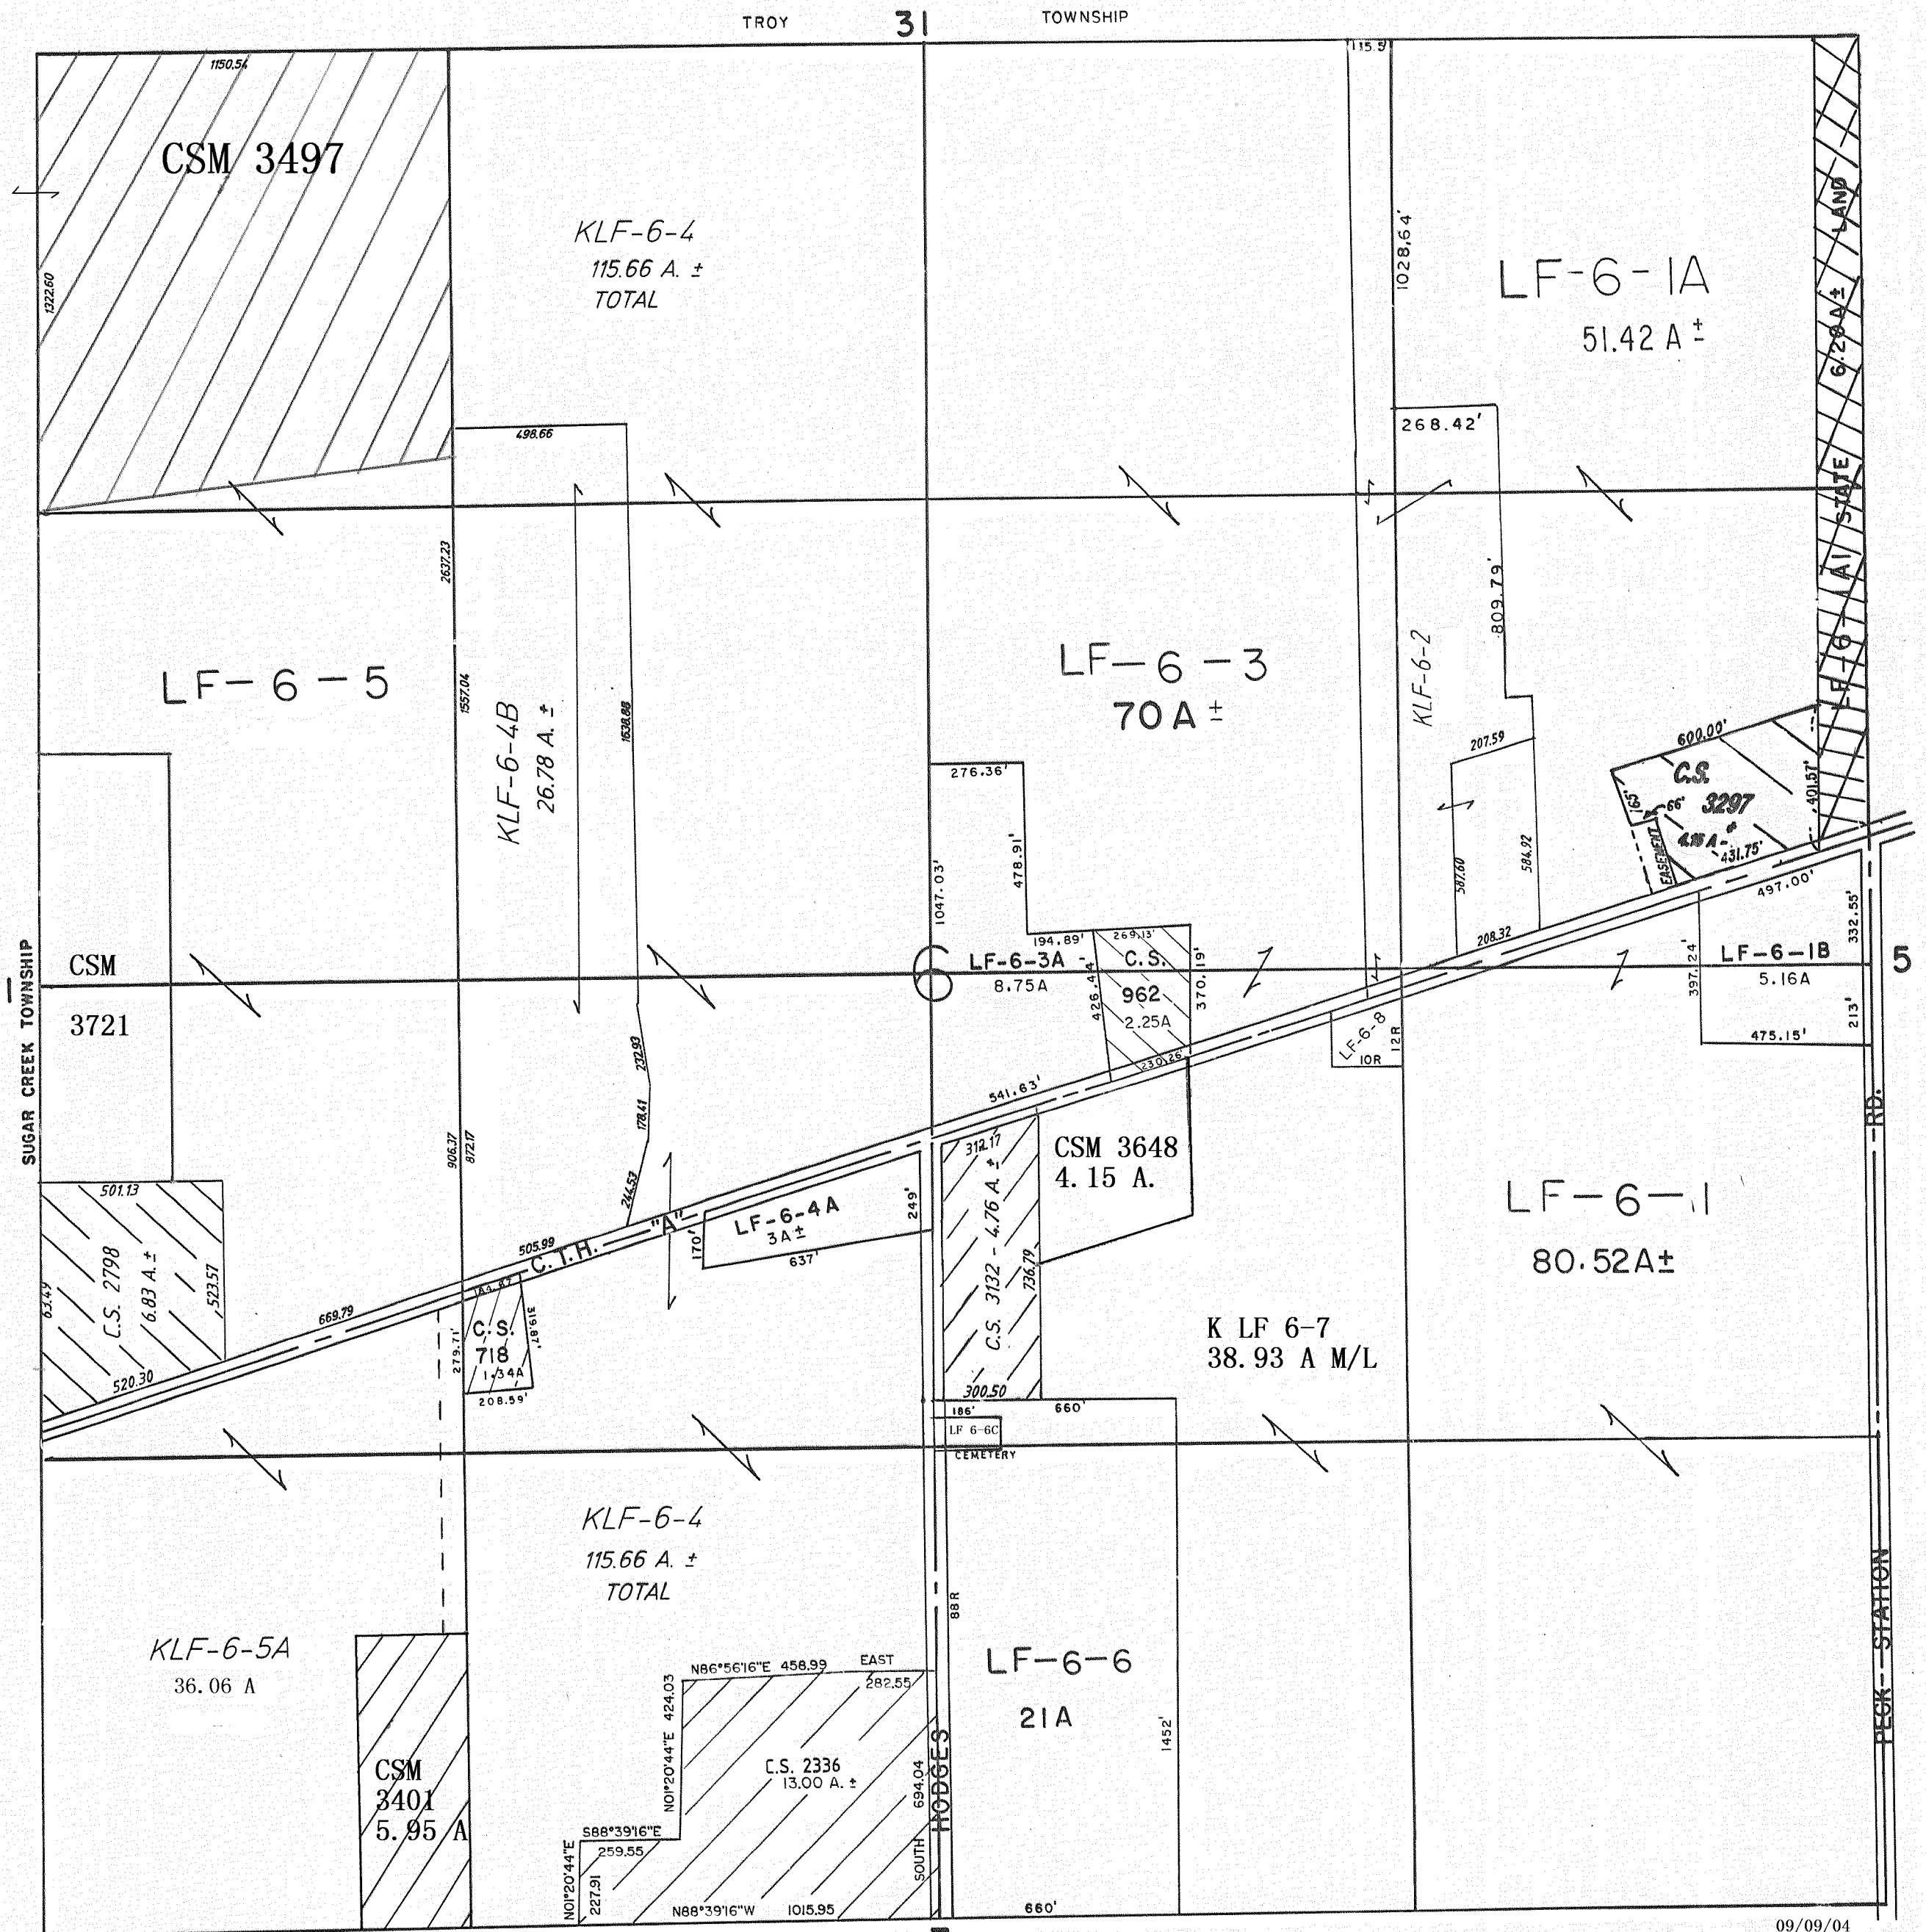 TROY 31 TOWNSHIP
1150.54
115.5'
CSM 3497
1322.60
KLF-6-4
115.66 A. ±
TOTAL
1028.64'
LF-6-1A
51.42 A ±
LF-6-1A1 STATE 6.29 A ± LAND
498.66
268.42'
2637.23
809.79'
LF-6-5
1557.04
KLF-6-4B
26.78 A. ±
1638.88
LF-6-3
70 A ±
KLF-6-2
276.36'
478.91'
1047.03'
207.59
587.60
584.92
208.32
600.00'
C.S.
3297
165'
66'
EASEMENT
401.57'
431.75'
497.00'
332.55'
SUGAR CREEK TOWNSHIP
CSM
3721
6
194.89'
269.13'
LF-6-3A
8.75A
C.S.
962
2.25A
370.19'
230.26'
397.24'
LF-6-1B
5.16A
213'
475.15'
5
LF-6-8
10R
12R
232.93
178.41
244.53
906.37
872.17
541.63'
501.13
C.S. 2798
6.83 A. ±
523.57
520.30
669.79
505.99
C.T.H. "A"
LF-6-4A
3A ±
170'
637'
249'
312.17
C.S. 3132 - 4.76 A. ±
736.79
300.50
CSM 3648
4.15 A.
LF-6-1
80.52A±
RD.
279.71'
C.S.
718
1.34A
319.87'
208.59'
K LF 6-7
38.93 A M/L
660'
186'
LF 6-6C
CEMETERY
KLF-6-4
115.66 A. ±
TOTAL
88R
KLF-6-5A
36.06 A
CSM
3401
5.95 A
N86°56'16"E 458.99 EAST
282.55
N01°20'44"E 424.03
C.S. 2336
13.00 A. ±
S88°39'16"E
259.55
N01°20'44"E
227.91
N88°39'16"W 1015.95
SOUTH 694.04
HODGES
LF-6-6
21A
1452'
660'
PECK STATION
09/09/04